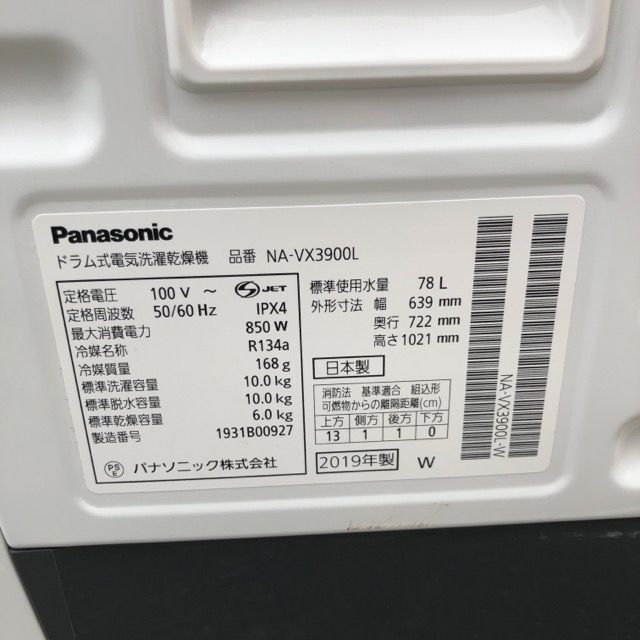 Panasonic
ドラム式電気洗濯乾燥機 品番 NA-VX3900L
定格電圧 100 V ～ S JET
定格周波数 50/60 Hz IPX4
最大消費電力 850 W
冷媒名称 R134a
冷媒質量 168 g
標準洗濯容量 10.0 kg
標準脱水容量 10.0 kg
標準乾燥容量 6.0 kg
製造番号 1931B00927
PS E パナソニック株式会社
標準使用水量 78 L
外形寸法 幅 639 mm
奥行 722 mm
高さ 1021 mm
日本製
消防法 基準適合 組込形
可燃物からの離隔距離(cm)
上方 側方 後方 下方
13 1 1 0
2019年製 W
NA-VX3900L-W